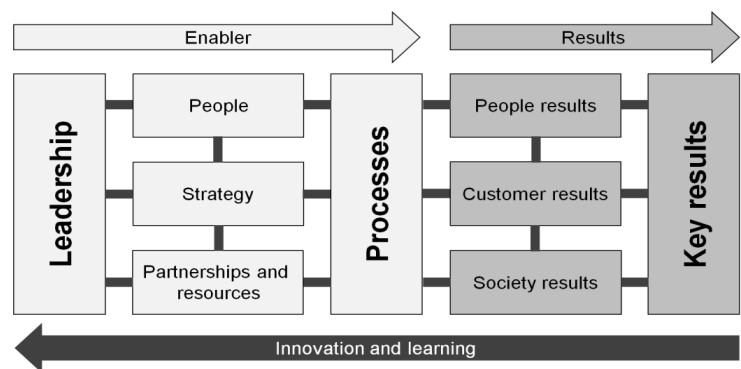 Enabler
Results
Leadership
People
Strategy
Partnerships and
resources
Processes
People results
Customer results
Society results
Key results
Innovation and learning